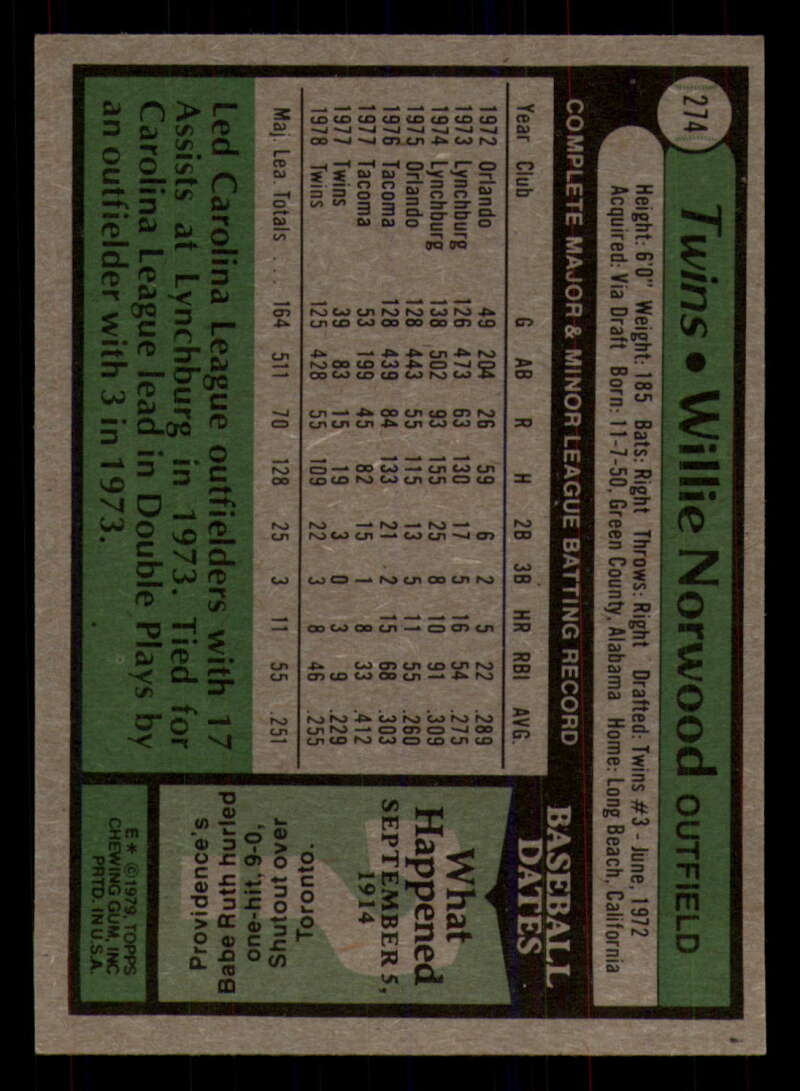 274
Twins • Willie Norwood OUTFIELD
Height: 6'0" Weight: 185 Bats: Right Throws: Right Drafted: Twins #3 - June, 1972
Acquired: Via Draft Born: 11-7-50, Green County, Alabama Home: Long Beach, California
COMPLETE MAJOR & MINOR LEAGUE BATTING RECORD
Year Club G AB R H 2B 3B HR RBI AVG.
1972 Orlando 49 204 26 59 6 2 5 22 .289
1973 Lynchburg 126 473 63 130 17 5 16 54 .275
1974 Lynchburg 138 502 93 155 25 8 10 91 .309
1975 Orlando 128 443 55 115 13 5 11 65 .260
1976 Tacoma 128 439 84 133 21 2 15 68 .303
1977 Tacoma 53 199 45 82 15 1 8 33 .412
1977 Twins 39 83 15 19 3 0 3 9 .229
1978 Twins 125 428 55 109 22 3 8 46 .255
Maj. Lea. Totals .... 164 511 70 128 25 3 11 55 .251
Led Carolina League outfielders with 17
Assists at Lynchburg in 1973. Tied for
Carolina League lead in Double Plays by
an outfielder with 3 in 1973.
BASEBALL
DATES
What
Happened
SEPTEMBER 5,
1914
Providence's
Babe Ruth hurled
one-hit, 9-0,
Shutout over
Toronto.
E* ©1979, TOPPS
CHEWING GUM, INC
PRTD. IN U.S.A.